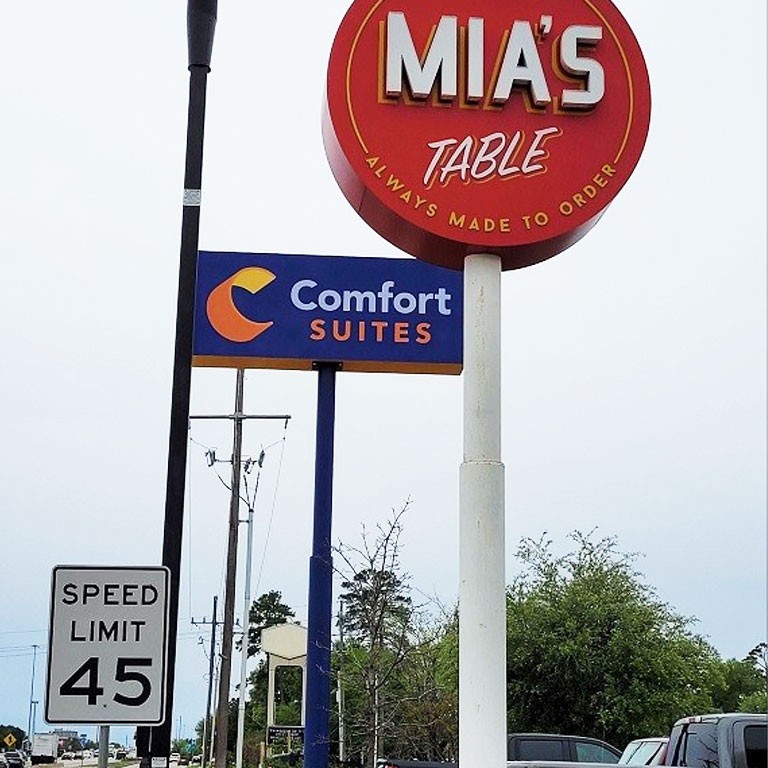 MIA'S
TABLE
ALWAYS MADE TO ORDER
Comfort
SUITES
SPEED
LIMIT
45